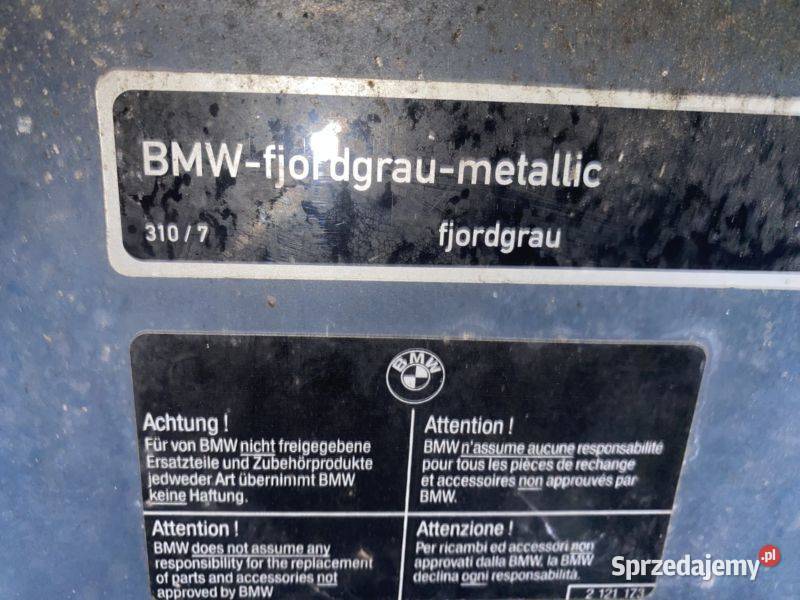 BMW-fjordgrau-metallic
310 / 7 fjordgrau
BMW
Achtung !
Für von BMW nicht freigegebene
Ersatzteile und Zubehörprodukte
jedweder Art übernimmt BMW
keine Haftung.
Attention !
BMW n'assume aucune responsabilité
pour tous les pièces de rechange
et accessoires non approuvés par
BMW.
Attention !
BMW does not assume any
responsibility for the replacement
of parts and accessories not
approved by BMW
Attenzione !
Per ricambi ed accessori non
approvati dalla BMW, la BMW
declina ogni responsabilità.
2 121 173
Sprzedajemy.pl